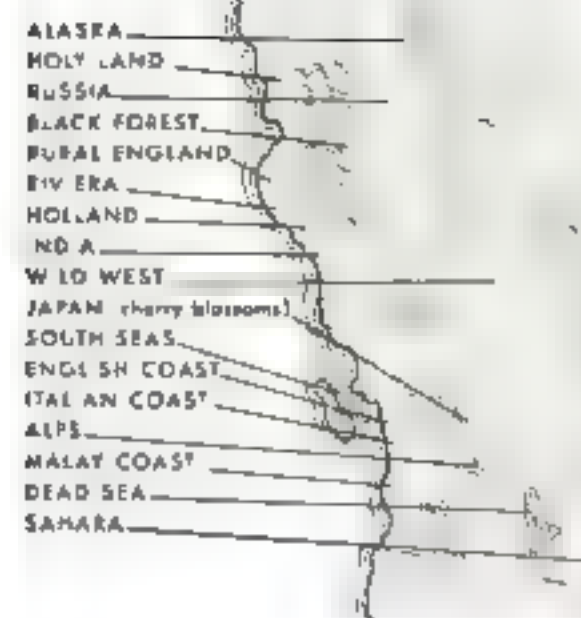 ALASKA
HOLY LAND
RUSSIA
BLACK FOREST
RURAL ENGLAND
RIVIERA
HOLLAND
INDIA
WILD WEST
JAPAN (cherry blossoms)
SOUTH SEAS
ENGLISH COAST
ITALIAN COAST
ALPS
MALAY COAST
DEAD SEA
SAHARA